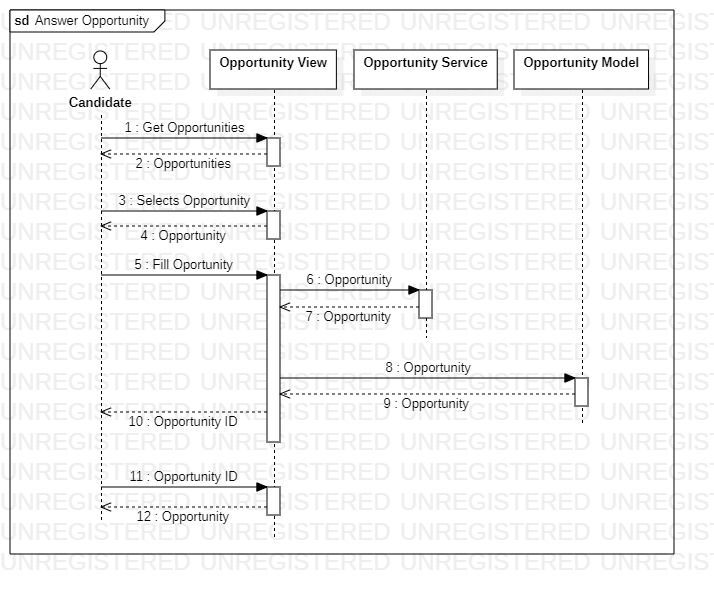 sd Answer Opportunity
Opportunity View
Opportunity Service
Opportunity Model
Candidate
1 : Get Opportunities
2 : Opportunities
3 : Selects Opportunity
4 : Opportunity
5 : Fill Oportunity
6 : Opportunity
7 : Opportunity
8 : Opportunity
9 : Opportunity
10 : Opportunity ID
11 : Opportunity ID
12 : Opportunity
UNREGISTERED